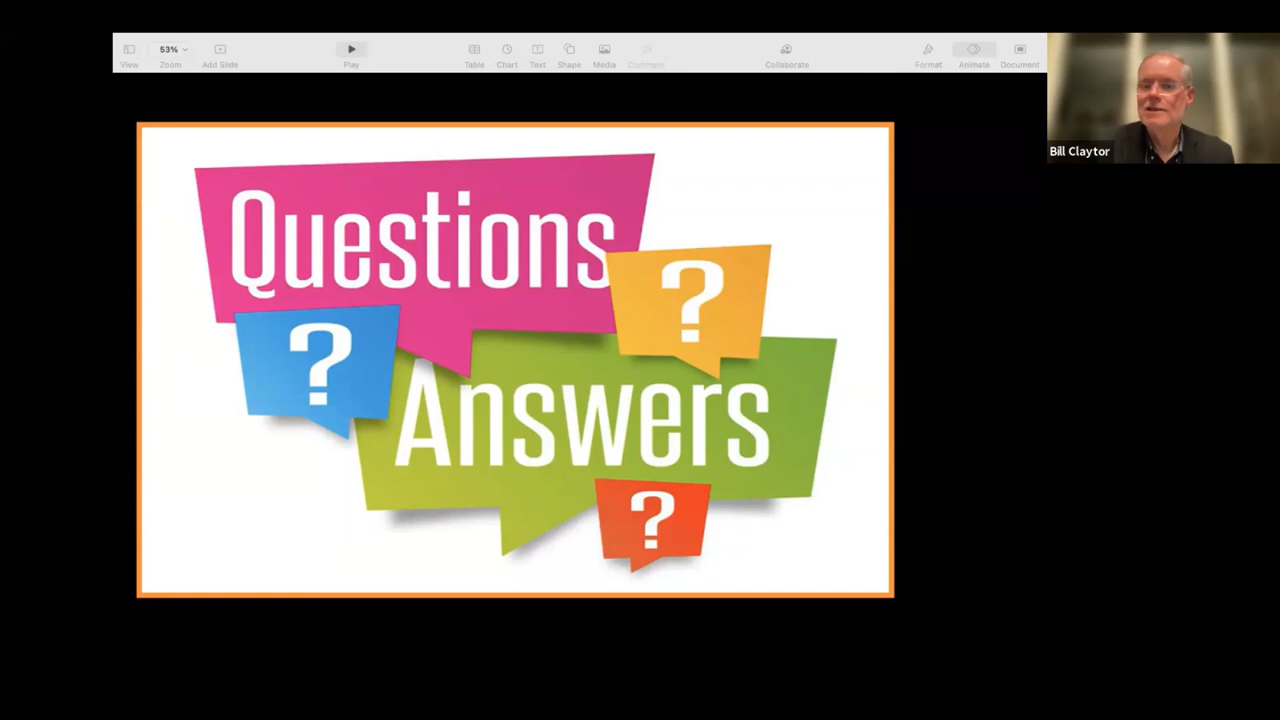 53%
View
Zoom
Add Slide
Play
Table
Chart
Text
Shape
Media
Comment
Collaborate
Format
Animate
Document
Bill Claytor
Questions
?
?
Answers
?